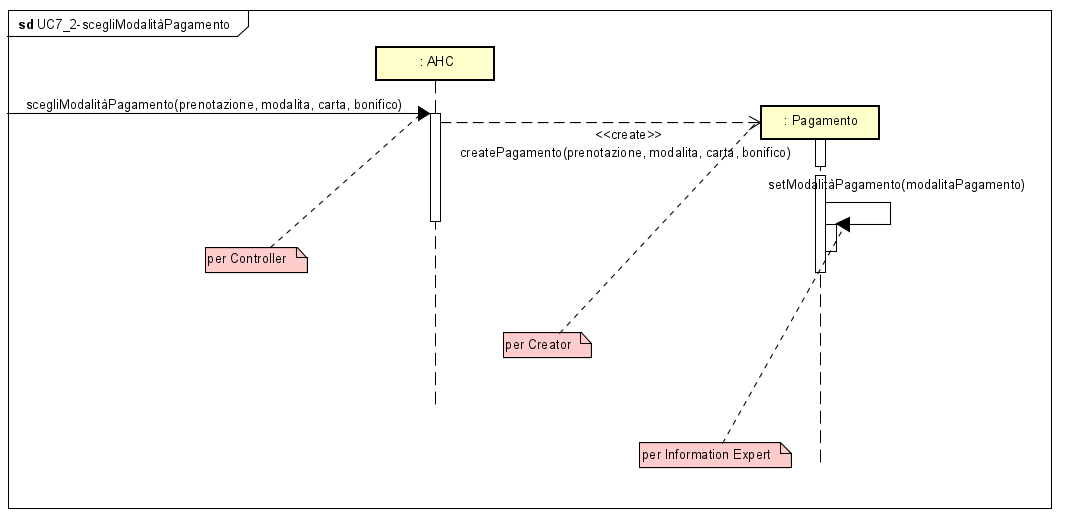 sd UC7_2-scegliModalitàPagamento
: AHC
scegliModalitàPagamento(prenotazione, modalita, carta, bonifico)
: Pagamento
<<create>>
createPagamento(prenotazione, modalita, carta, bonifico)
setModalitàPagamento(modalitaPagamento)
per Controller
per Creator
per Information Expert